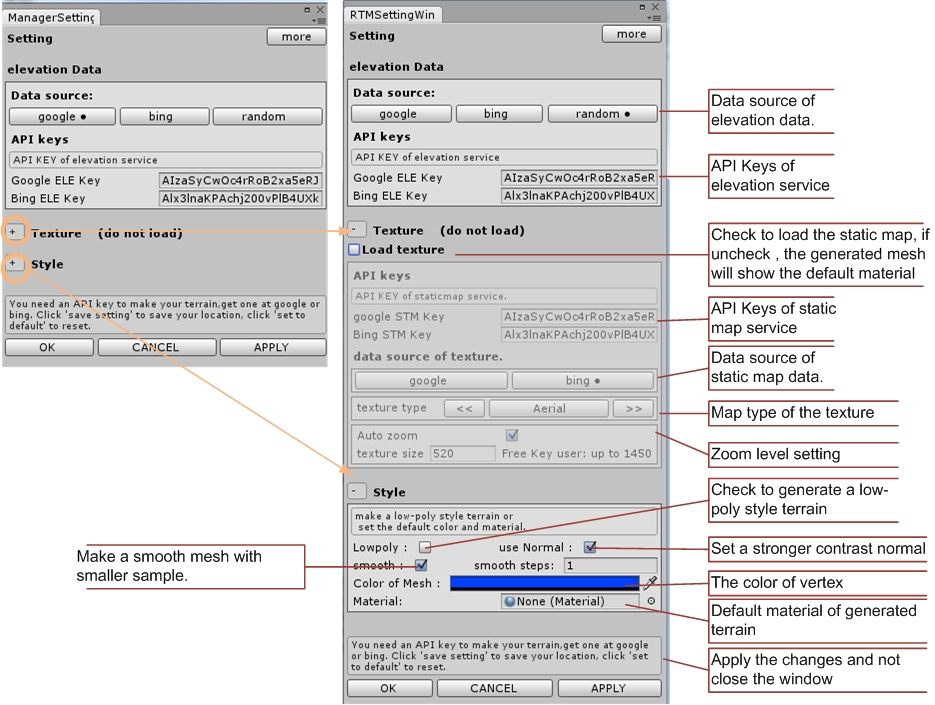 ManagerSetting
Setting
more
elevation Data
Data source:
google ●
bing
random
API keys
API KEY of elevation service
Google ELE Key
AIzaSyCwOc4rRoB2xa5eRJ
Bing ELE Key
Alx3lnaKPAchj200vPlB4UXk
+
Texture (do not load)
+
Style
You need an API key to make your terrain,get one at google or
bing. Click 'save setting' to save your location, click 'set to
default' to reset.
OK
CANCEL
APPLY
RTMSettingWin
Setting
more
elevation Data
Data source:
google
bing
random ●
API keys
API KEY of elevation service
Google ELE Key
AIzaSyCwOc4rRoB2xa5eR
Bing ELE Key
Alx3lnaKPAchj200vPlB4UX
-
Texture (do not load)
Load texture
API keys
API KEY of staticmap service.
google STM Key
AIzaSyCwOc4rRoB2xa5eR
Bing STM Key
Alx3lnaKPAchj200vPlB4UX
data source of texture.
google
bing ●
texture type
<<
Aerial
>>
Auto zoom
texture size
520
Free Key user: up to 1450
-
Style
make a low-poly style terrain or
set the default color and material.
Lowpoly :
use Normal :
smooth :
smooth steps:
1
Color of Mesh :
Material:
None (Material)
You need an API key to make your terrain,get one at google
or bing. Click 'save setting' to save your location, click 'set
to default' to reset.
OK
CANCEL
APPLY
Data source of
elevation data.
API Keys of
elevation service
Check to load the static map, if
uncheck , the generated mesh
will show the default material
API Keys of static
map service
Data source of
static map data.
Map type of the texture
Zoom level setting
Check to generate a low-
poly style terrain
Make a smooth mesh with
smaller sample.
Set a stronger contrast normal
The color of vertex
Default material of generated
terrain
Apply the changes and not
close the window